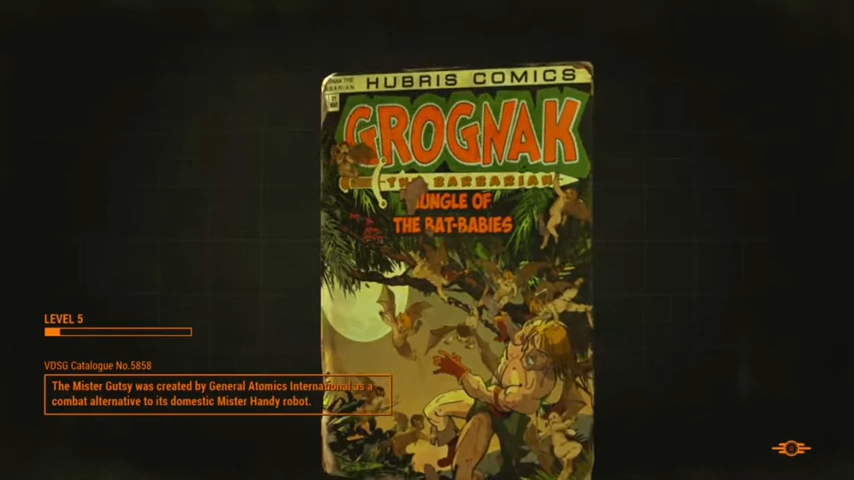 HUBRIS COMICS
GROGNAK
THE BARBARIAN
JUNGLE OF
THE BAT-BABIES
LEVEL 5
VDSG Catalogue No.5858
The Mister Gutsy was created by General Atomics International as a
combat alternative to its domestic Mister Handy robot.